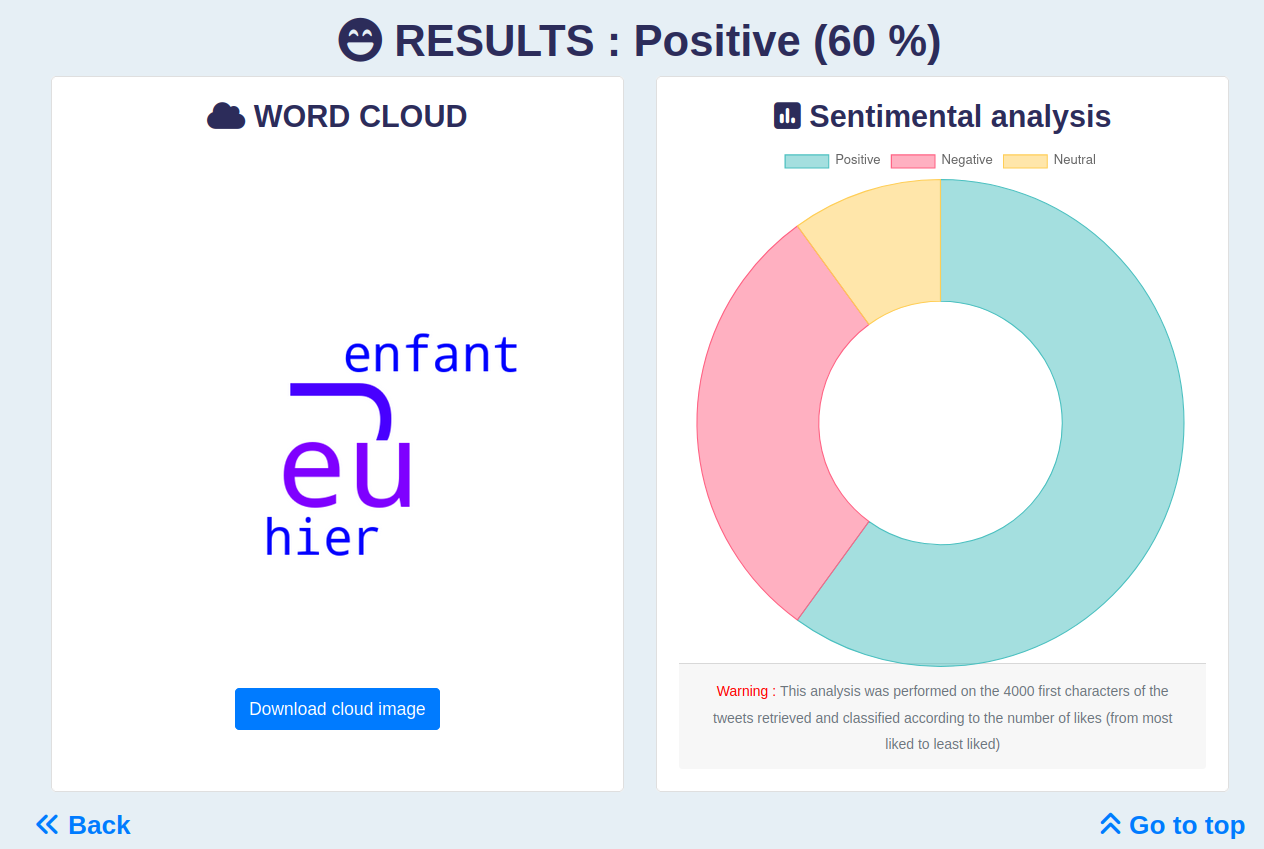 RESULTS : Positive (60 %)
WORD CLOUD
enfant
eu
hier
Download cloud image
Sentimental analysis
Positive Negative Neutral
Warning : This analysis was performed on the 4000 first characters of the
tweets retrieved and classified according to the number of likes (from most
liked to least liked)
Back
Go to top